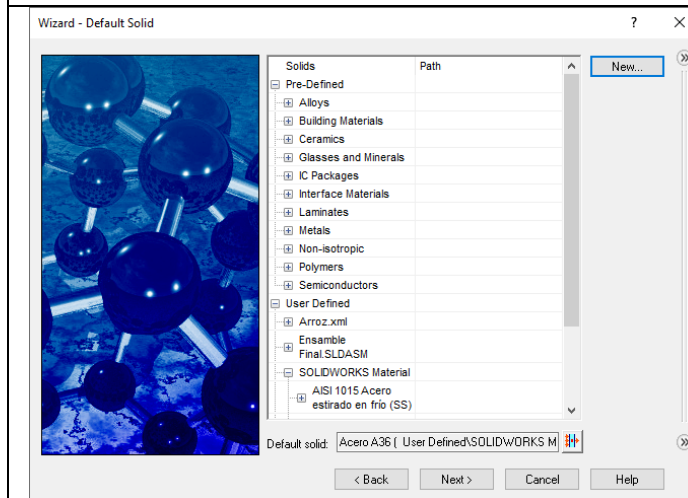 Wizard - Default Solid ? ×
Solids Path
Pre-Defined
Alloys
Building Materials
Ceramics
Glasses and Minerals
IC Packages
Interface Materials
Laminates
Metals
Non-isotropic
Polymers
Semiconductors
User Defined
Arroz.xml
Ensamble
Final.SLDASM
SOLIDWORKS Material
AISI 1015 Acero
estirado en frío (SS)
New...
Default solid: Acero A36 ( User Defined\SOLIDWORKS M
< Back Next > Cancel Help